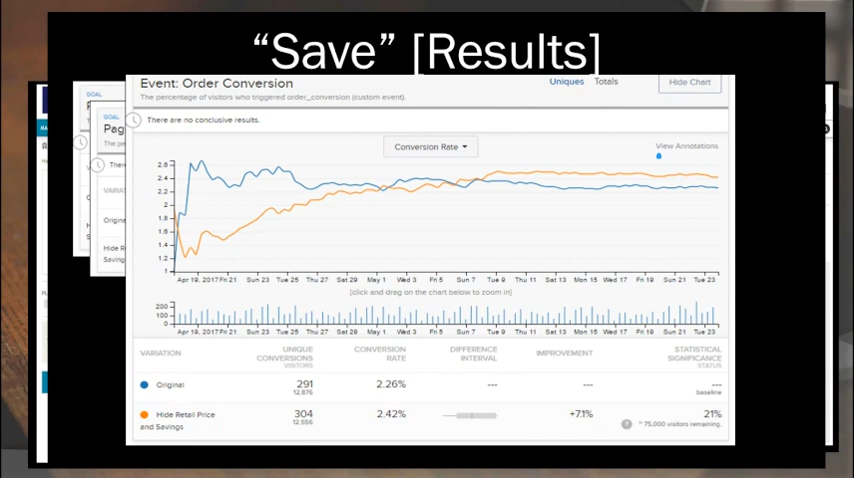 “Save” [Results]
Event: Order Conversion
Uniques Totals
Hide Chart
The percentage of visitors who triggered order_conversion (custom event).
There are no conclusive results.
GOAL
GOAL
Pag
The pe
There
VARIATION
Origina
Hide Re
Savings
Conversion Rate
View Annotations
2.6
2.4
2.2
2
1.8
1.6
1.4
1.2
1
Apr 19, 2017 Fri 21 Sun 23 Tue 25 Thu 27 Sat 29 May 1 Wed 3 Fri 5 Sun 7 Tue 9 Thu 11 Sat 13 Mon 15 Wed 17 Fri 19 Sun 21 Tue 23
[click and drag on the chart below to zoom in]
200
100
0
Apr 19, 2017 Fri 21 Sun 23 Tue 25 Thu 27 Sat 29 May 1 Wed 3 Fri 5 Sun 7 Tue 9 Thu 11 Sat 13 Mon 15 Wed 17 Fri 19 Sun 21 Tue 23
VARIATION UNIQUE CONVERSIONS VISITORS CONVERSION RATE DIFFERENCE INTERVAL IMPROVEMENT STATISTICAL SIGNIFICANCE STATUS
Original 291 2.26% --- --- ---
12,876 baseline
Hide Retail Price 304 2.42% +7.1% 21%
and Savings 12,556 ~ 75,000 visitors remaining.